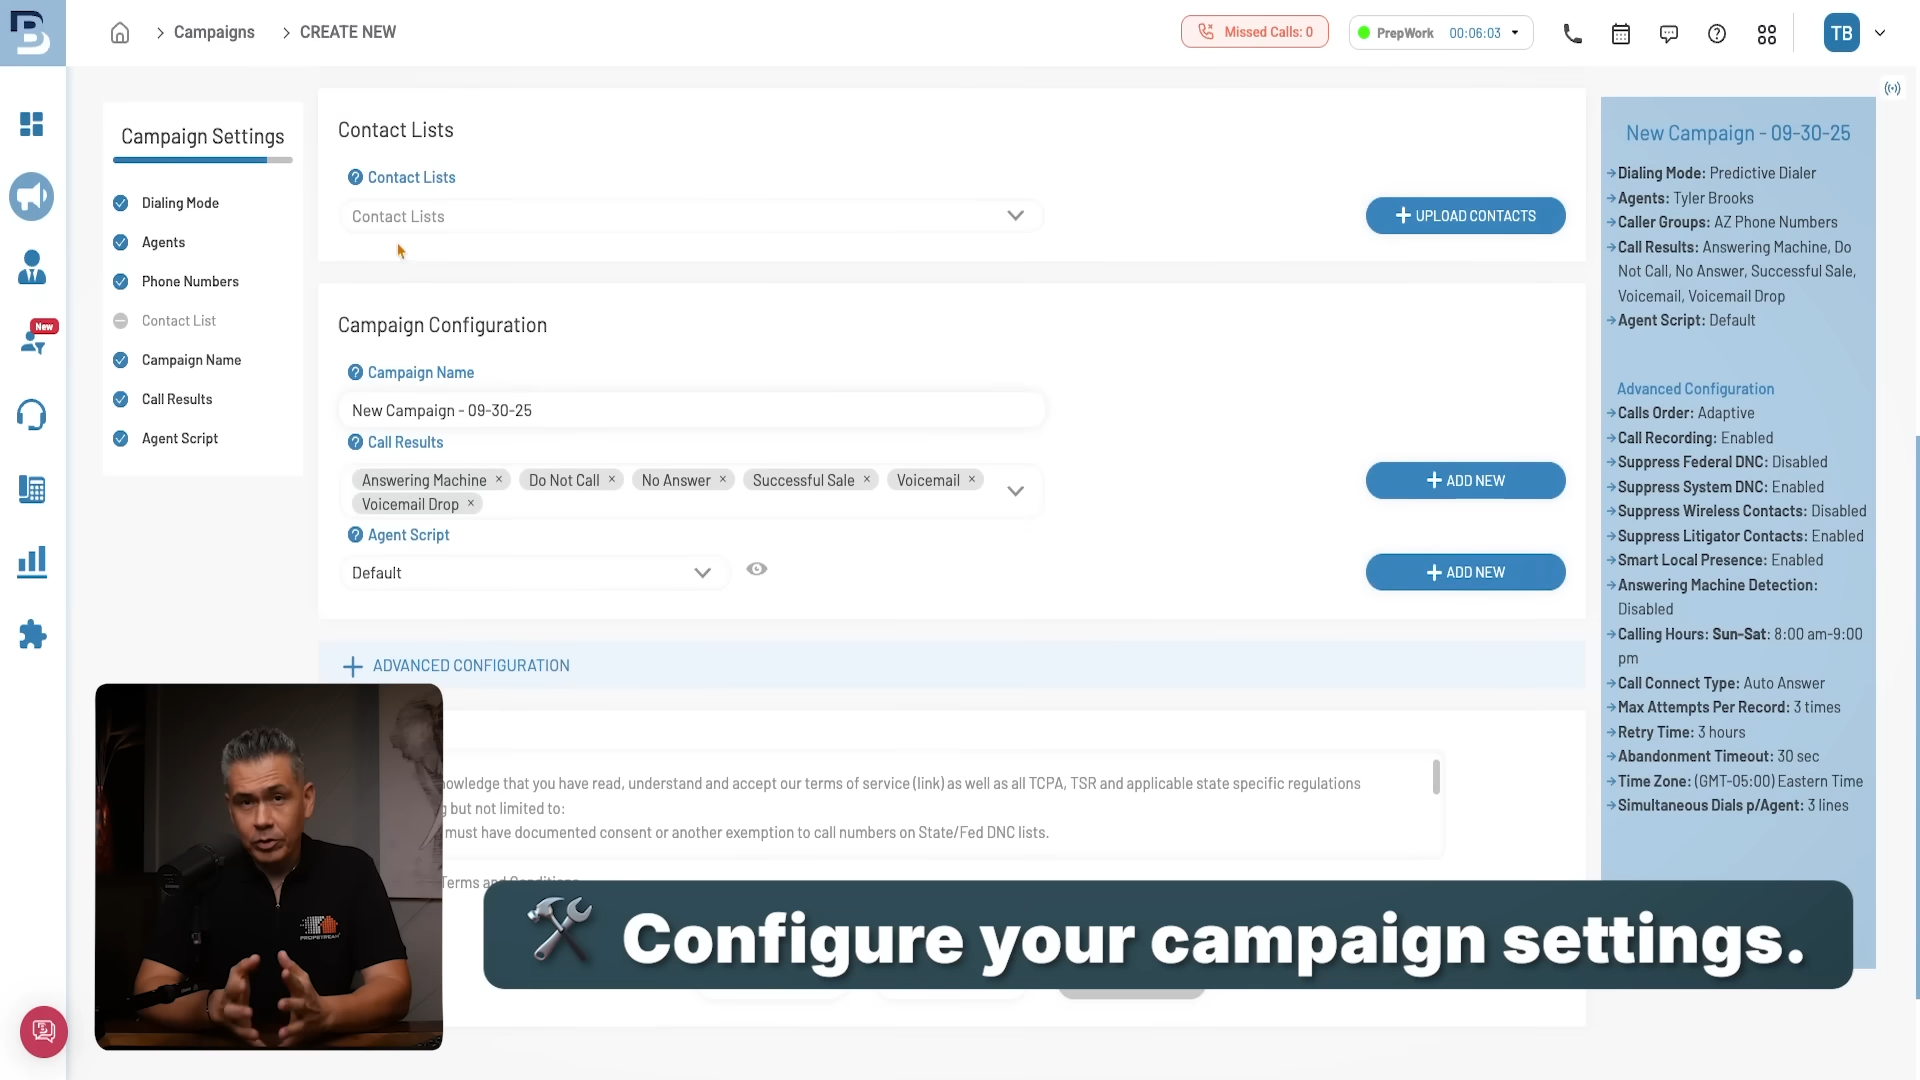 B
Campaigns
CREATE NEW
Missed Calls: 0
PrepWork 00:06:03
TB
New
Campaign Settings
Dialing Mode
Agents
Phone Numbers
Contact List
Campaign Name
Call Results
Agent Script
Contact Lists
Contact Lists
Contact Lists
UPLOAD CONTACTS
Campaign Configuration
Campaign Name
New Campaign - 09-30-25
Call Results
Answering Machine × Do Not Call × No Answer × Successful Sale × Voicemail ×
Voicemail Drop ×
ADD NEW
Agent Script
Default
ADD NEW
ADVANCED CONFIGURATION
owledge that you have read, understand and accept our terms of service (link) as well as all TCPA, TSR and applicable state specific regulations
g but not limited to:
must have documented consent or another exemption to call numbers on State/Fed DNC lists.
Terms and Conditions
PROPSTREAM
🛠 Configure your campaign settings.
New Campaign - 09-30-25
Dialing Mode: Predictive Dialer
Agents: Tyler Brooks
Caller Groups: AZ Phone Numbers
Call Results: Answering Machine, Do
Not Call, No Answer, Successful Sale,
Voicemail, Voicemail Drop
Agent Script: Default
Advanced Configuration
Calls Order: Adaptive
Call Recording: Enabled
Suppress Federal DNC: Disabled
Suppress System DNC: Enabled
Suppress Wireless Contacts: Disabled
Suppress Litigator Contacts: Enabled
Smart Local Presence: Enabled
Answering Machine Detection:
Disabled
Calling Hours: Sun-Sat: 8:00 am-9:00
pm
Call Connect Type: Auto Answer
Max Attempts Per Record: 3 times
Retry Time: 3 hours
Abandonment Timeout: 30 sec
Time Zone: (GMT-05:00) Eastern Time
Simultaneous Dials p/Agent: 3 lines